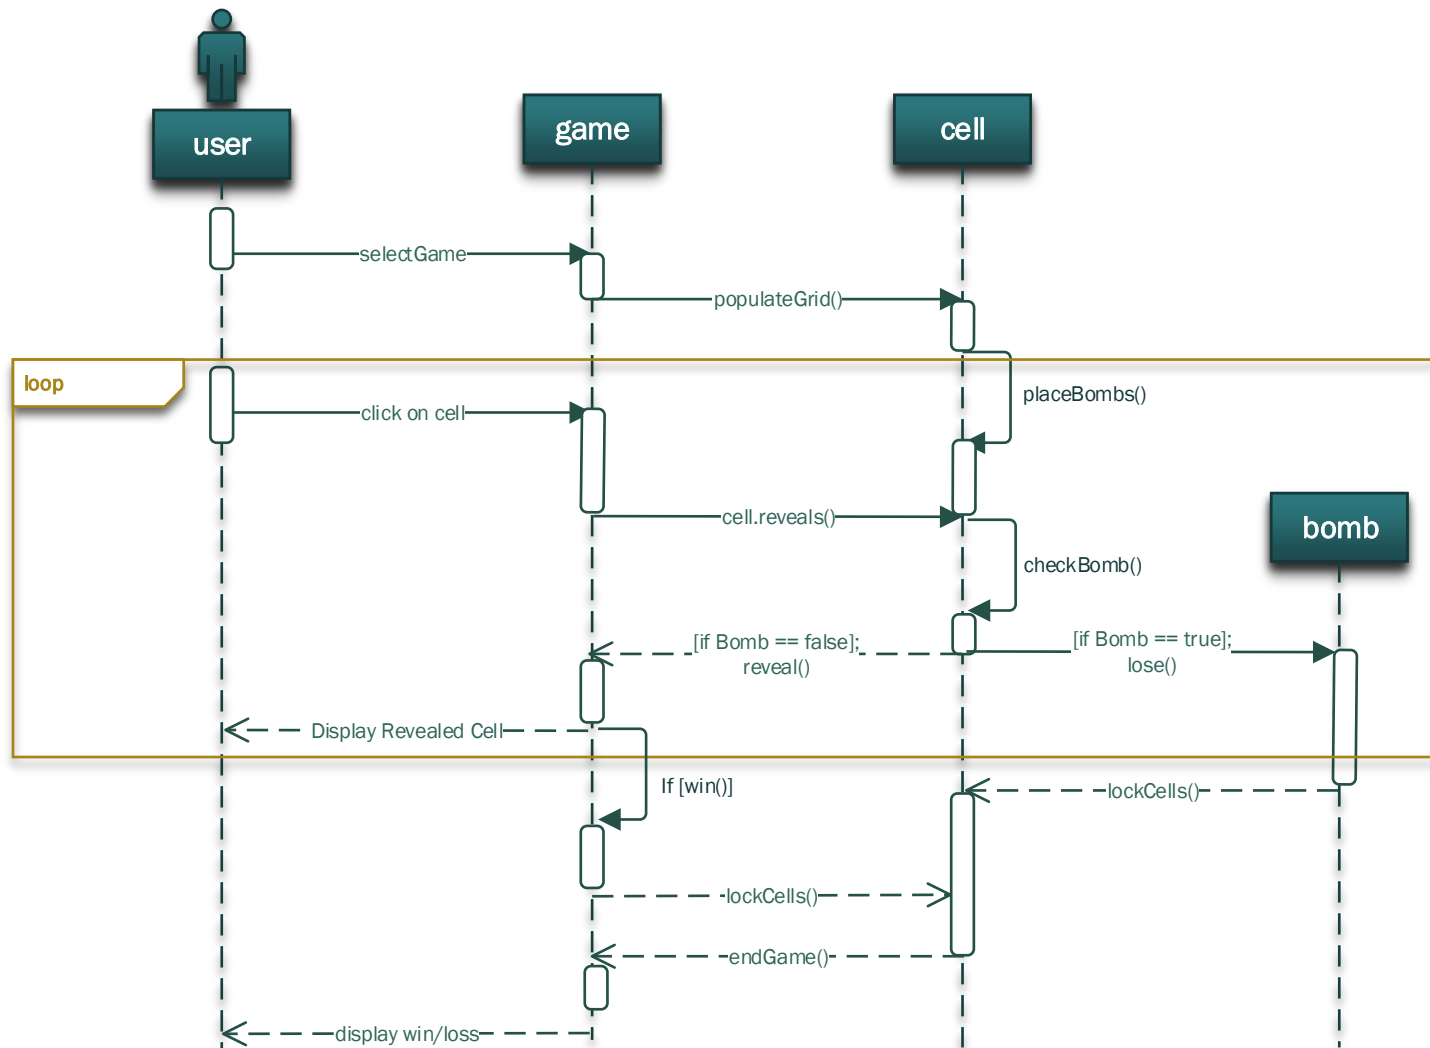 user
game
cell
selectGame
populateGrid()
loop
placeBombs()
click on cell
cell.reveals()
bomb
checkBomb()
[if Bomb == false];
reveal()
[if Bomb == true];
lose()
Display Revealed Cell
If [win()]
lockCells()
lockCells()
endGame()
display win/loss